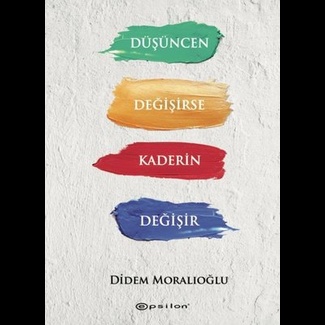 DÜŞÜNCEN
DEĞİŞİRSE
KADERİN
DEĞİŞİR
DİDEM MORALIOĞLU
epsilon®